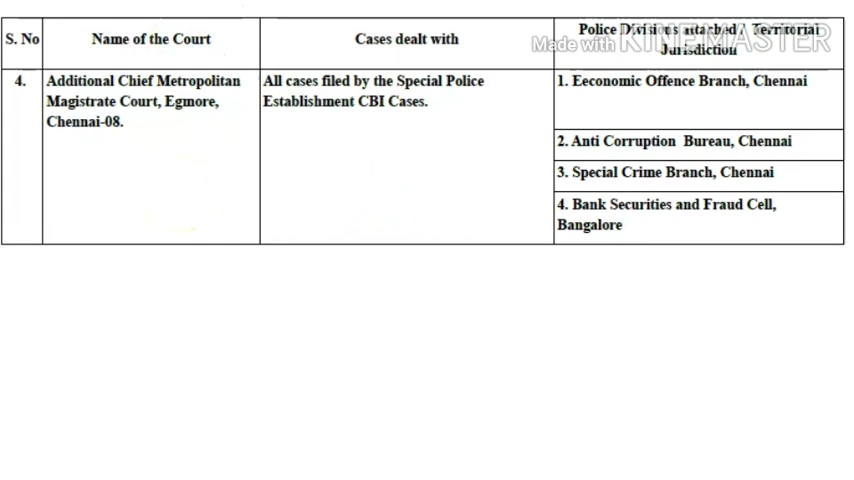 S. No
Name of the Court
Cases dealt with
Police Divisions attached / Territorial
Jurisdiction
Made with KINEMASTER
4.
Additional Chief Metropolitan
Magistrate Court, Egmore,
Chennai-08.
All cases filed by the Special Police
Establishment CBI Cases.
1. Eeconomic Offence Branch, Chennai
2. Anti Corruption Bureau, Chennai
3. Special Crime Branch, Chennai
4. Bank Securities and Fraud Cell,
Bangalore